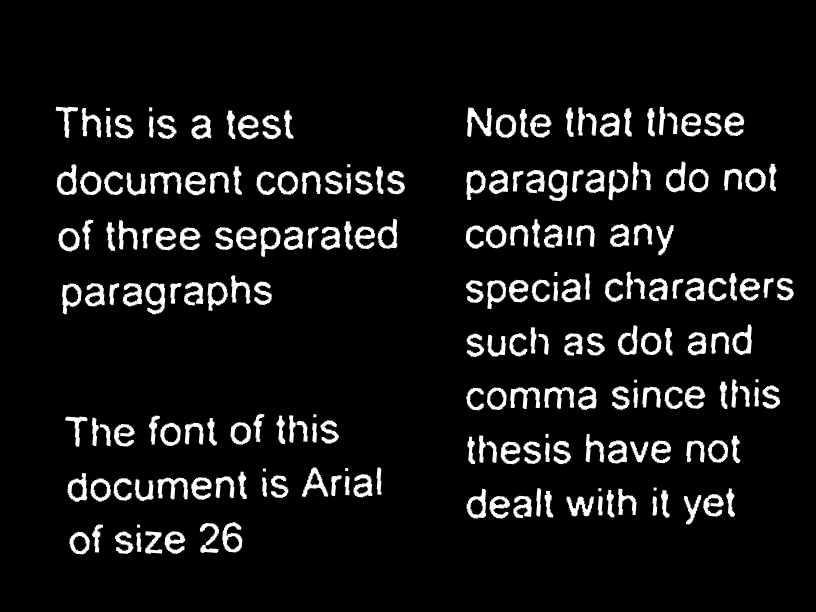 This is a test
document consists
of three separated
paragraphs
The font of this
document is Arial
of size 26
Note that these
paragraph do not
contain any
special characters
such as dot and
comma since this
thesis have not
dealt with it yet